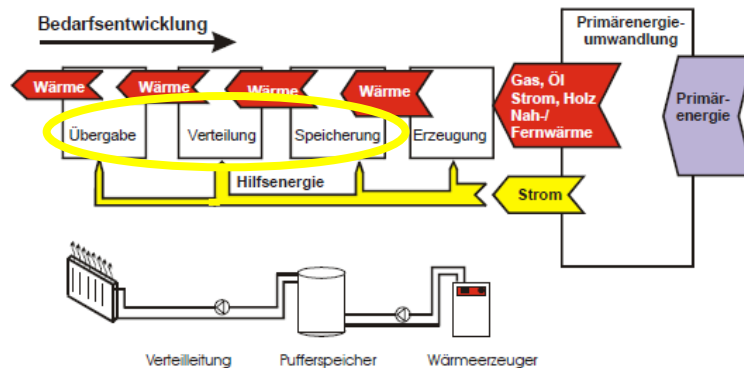 Bedarfsentwicklung
Primärenergie-
umwandlung
Wärme
Wärme
Wärme
Wärme
Gas, Öl
Strom, Holz
Nah-/
Fernwärme
Primär-
energie
Übergabe
Verteilung
Speicherung
Erzeugung
Hilfsenergie
Strom
Verteilleitung
Pufferspeicher
Wärmeerzeuger